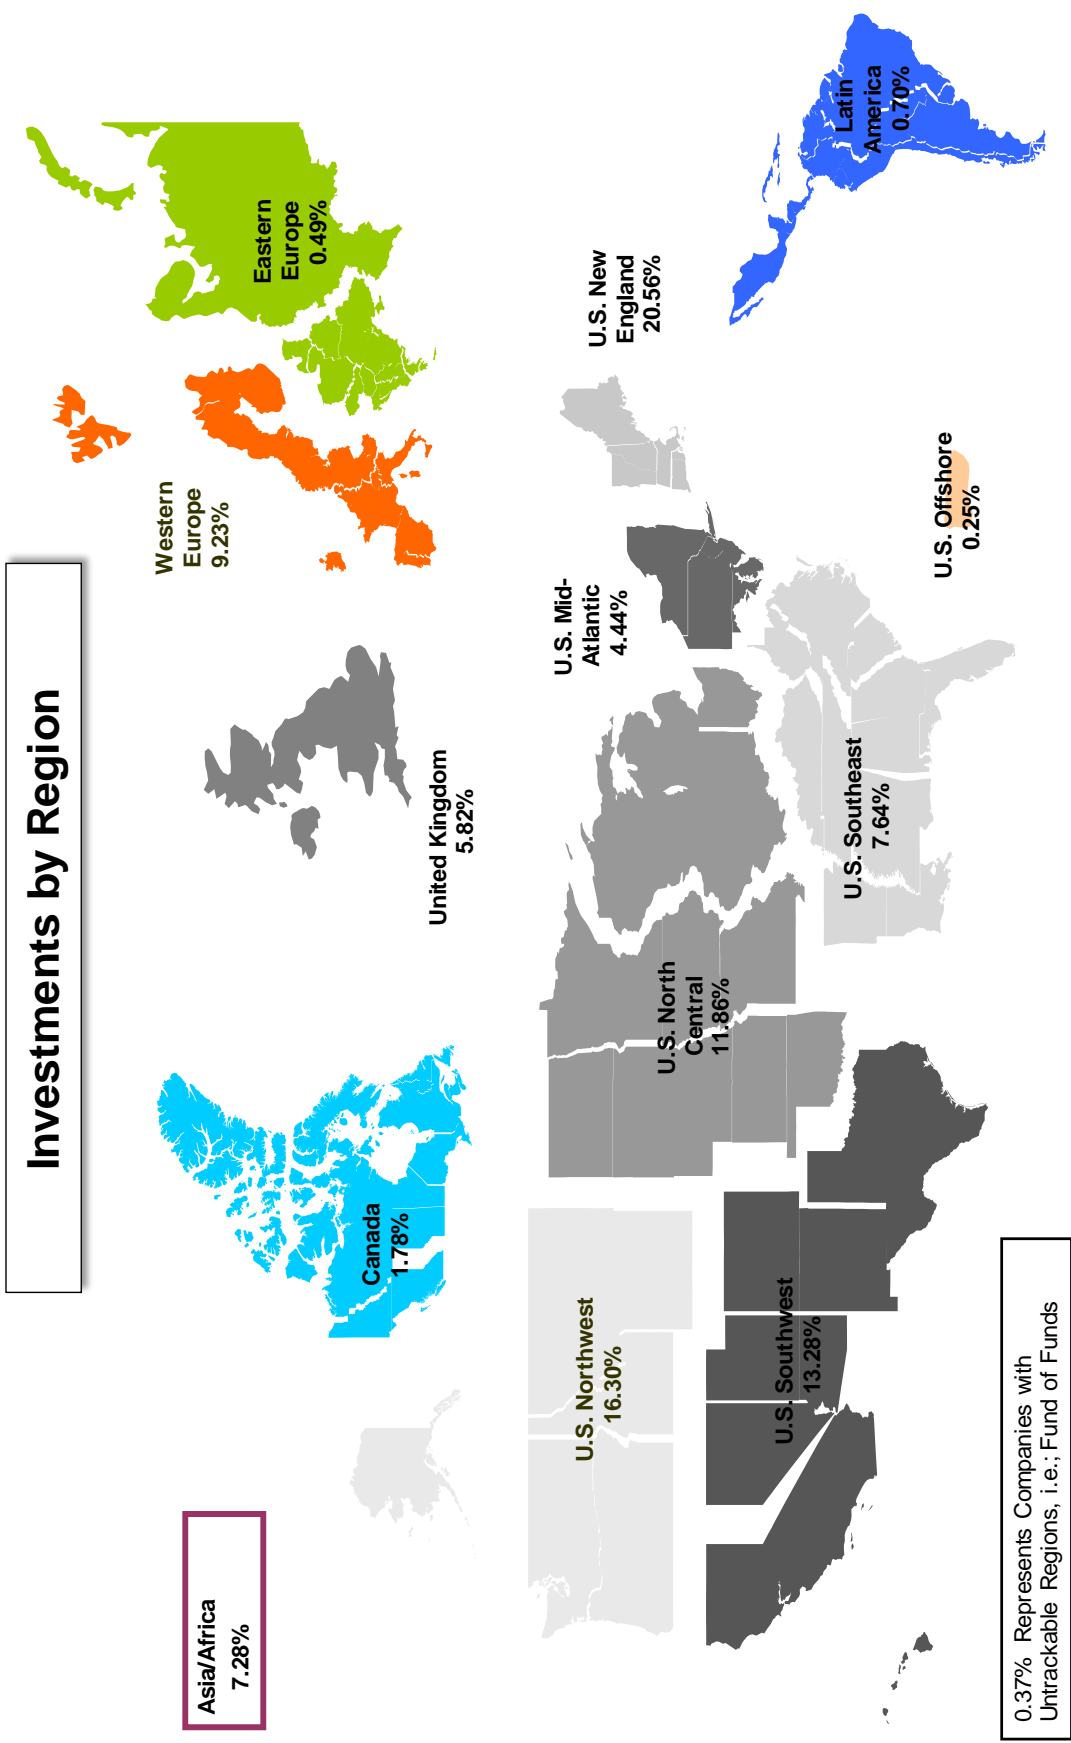 Investments by Region
Asia/Africa
7.28%
Canada
1.78%
United Kingdom
5.82%
Western
Europe
9.23%
Eastern
Europe
0.49%
U.S. Northwest
16.30%
U.S. North
Central
11.86%
U.S. Mid-
Atlantic
4.44%
U.S. New
England
20.56%
U.S. Southwest
13.28%
U.S. Southeast
7.64%
U.S. Offshore
0.25%
Latin
America
0.70%
0.37% Represents Companies with
Untrackable Regions, i.e.; Fund of Funds